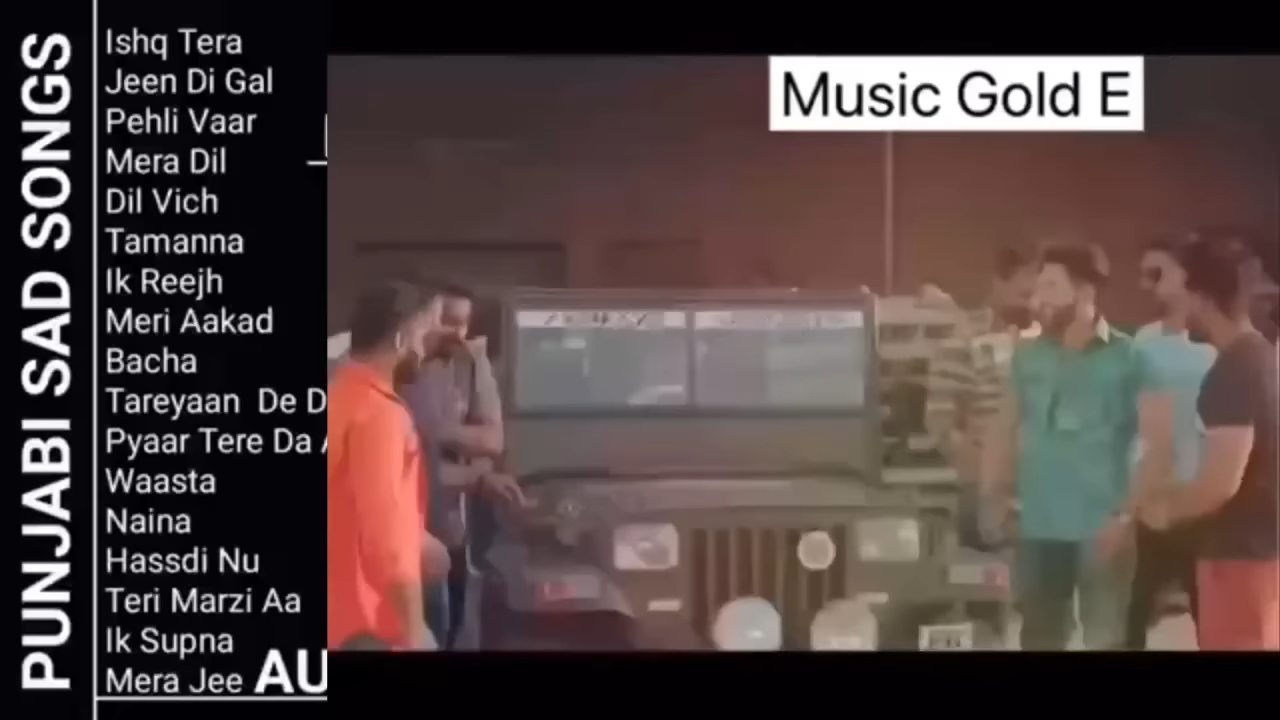 PUNJABI SAD SONGS
Ishq Tera
Jeen Di Gal
Pehli Vaar
Mera Dil
Dil Vich
Tamanna
Ik Reejh
Meri Aakad
Bacha
Tareyaan De D
Pyaar Tere Da
Waasta
Naina
Hassdi Nu
Teri Marzi Aa
Ik Supna
Mera Jee AU
Music Gold E